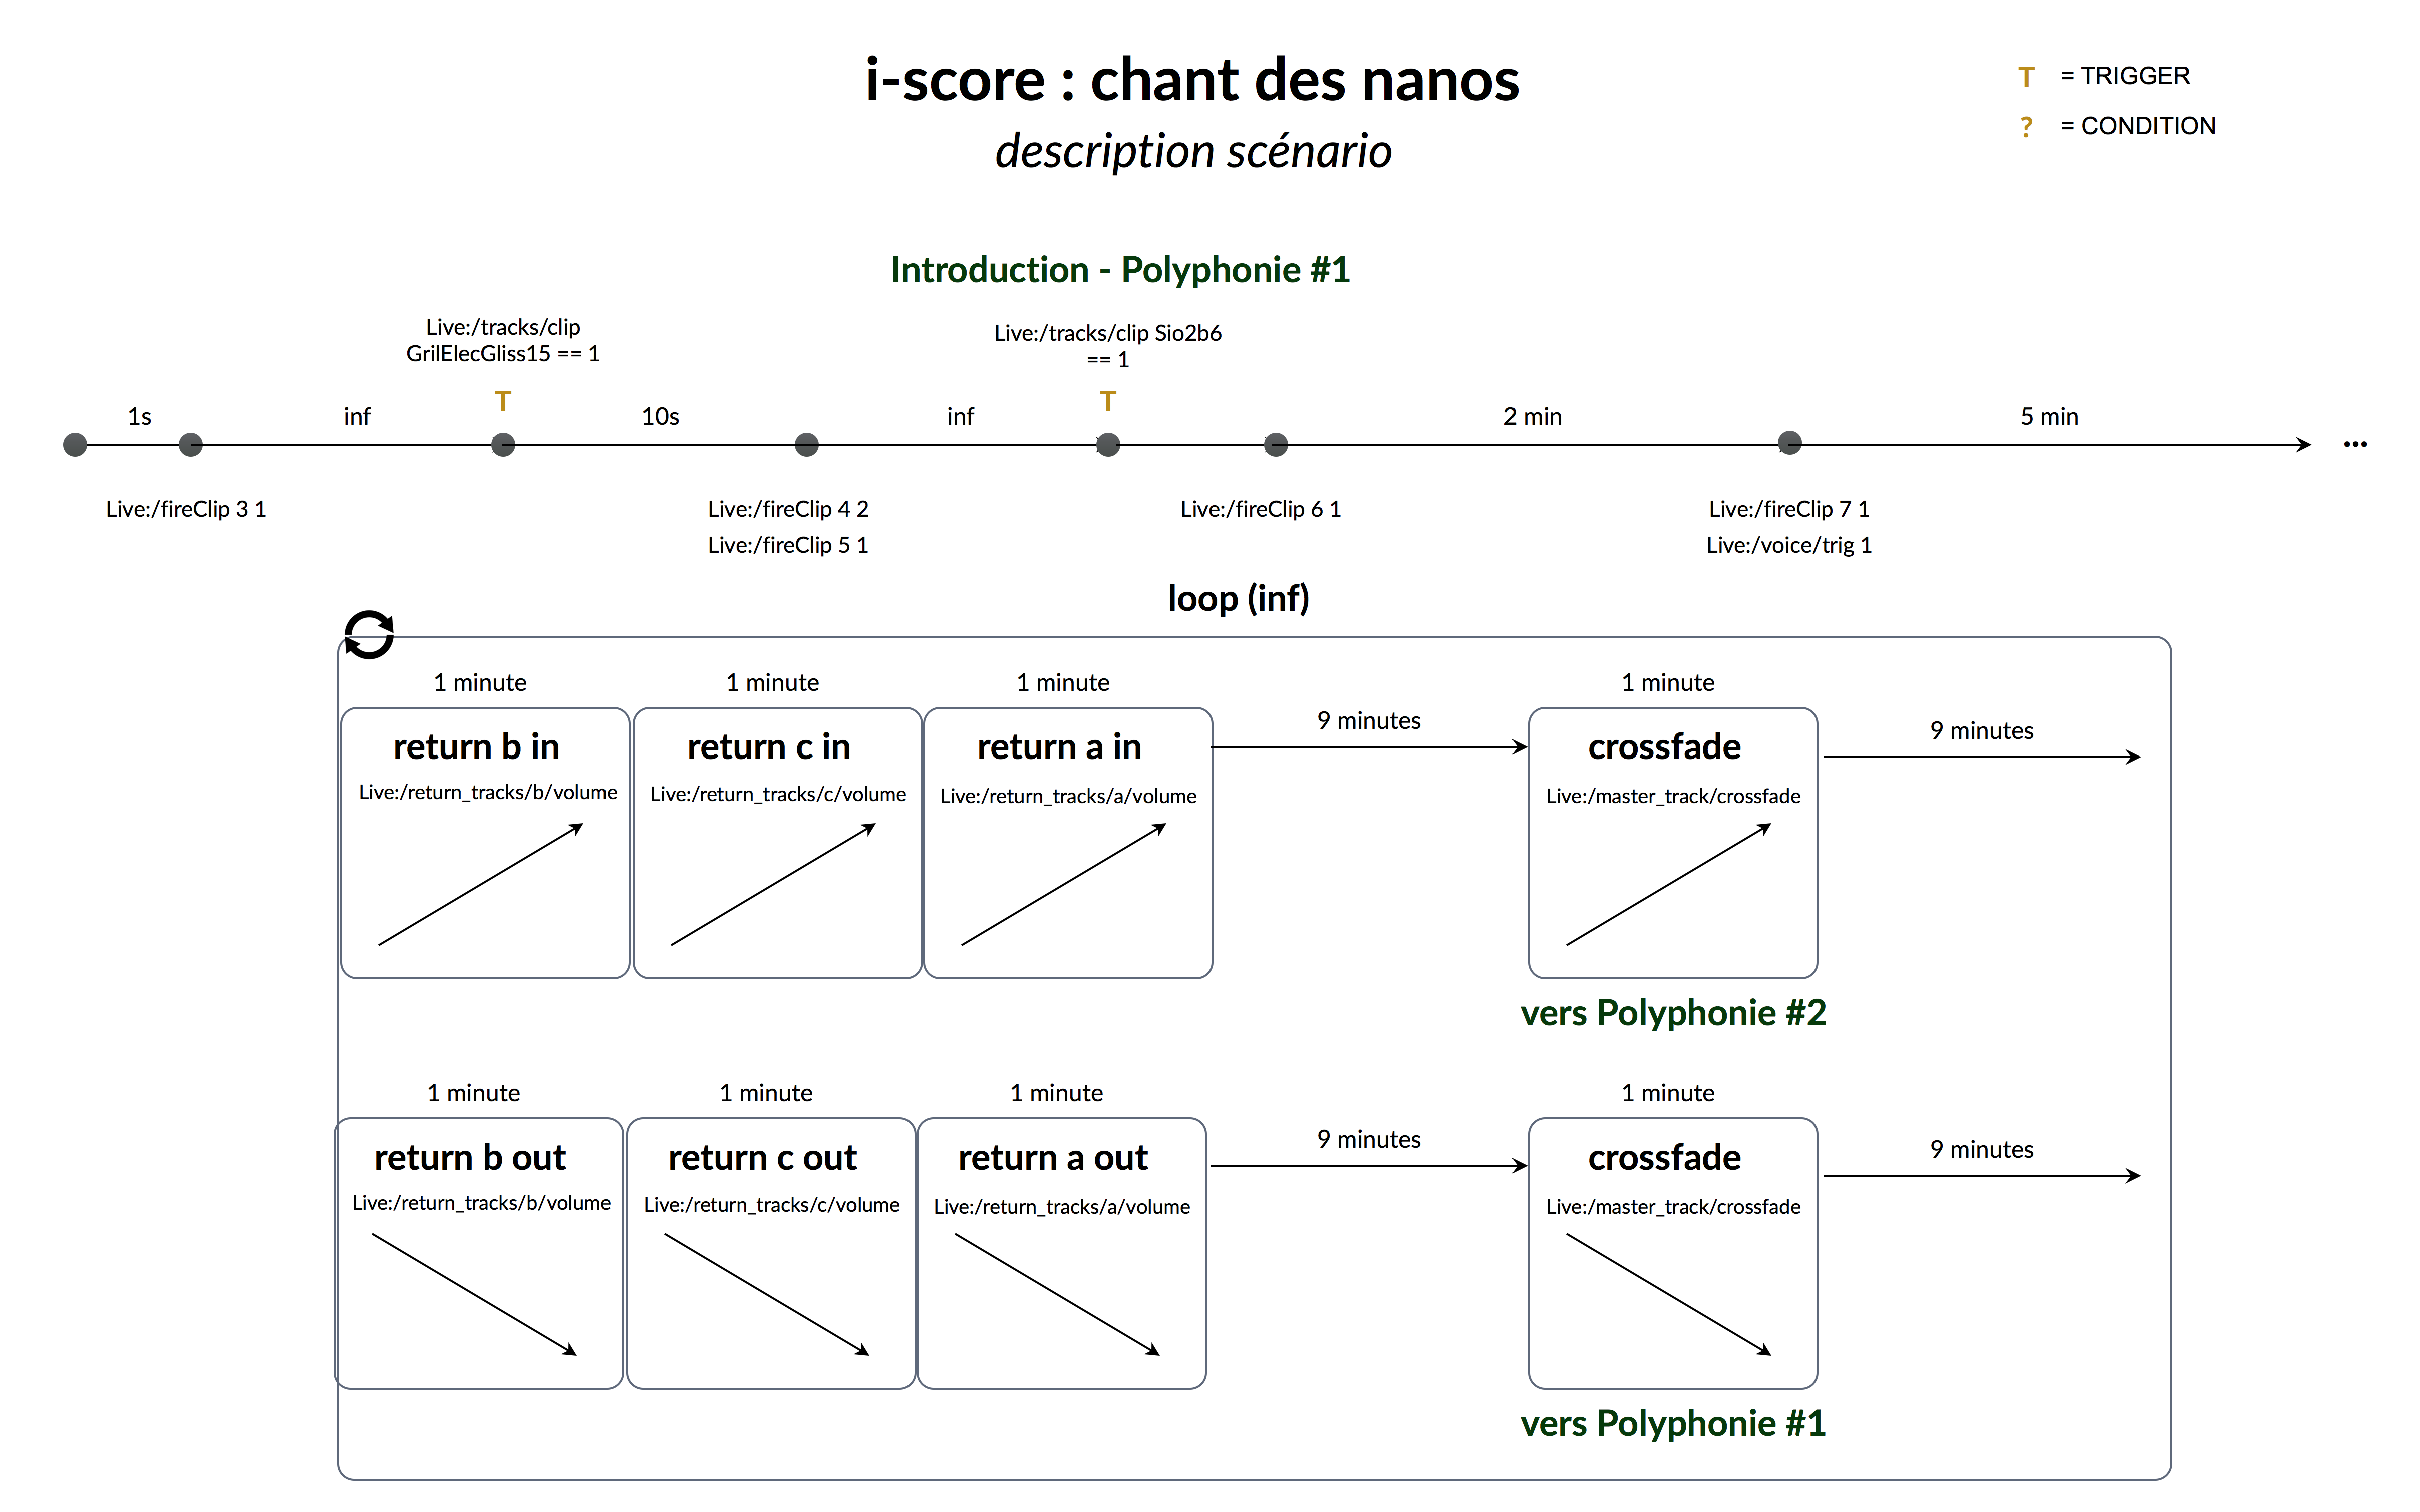 i-score : chant des nanos
description scénario
T = TRIGGER
? = CONDITION
Introduction - Polyphonie #1
Live:/tracks/clip
GrilElecGliss15 == 1
Live:/tracks/clip Sio2b6
== 1
T
T
1s
inf
10s
inf
2 min
5 min
...
Live:/fireClip 3 1
Live:/fireClip 4 2
Live:/fireClip 5 1
Live:/fireClip 6 1
Live:/fireClip 7 1
Live:/voice/trig 1
loop (inf)
1 minute
return b in
Live:/return_tracks/b/volume
1 minute
return c in
Live:/return_tracks/c/volume
1 minute
return a in
Live:/return_tracks/a/volume
9 minutes
1 minute
crossfade
Live:/master_track/crossfade
9 minutes
vers Polyphonie #2
1 minute
return b out
Live:/return_tracks/b/volume
1 minute
return c out
Live:/return_tracks/c/volume
1 minute
return a out
Live:/return_tracks/a/volume
9 minutes
1 minute
crossfade
Live:/master_track/crossfade
9 minutes
vers Polyphonie #1